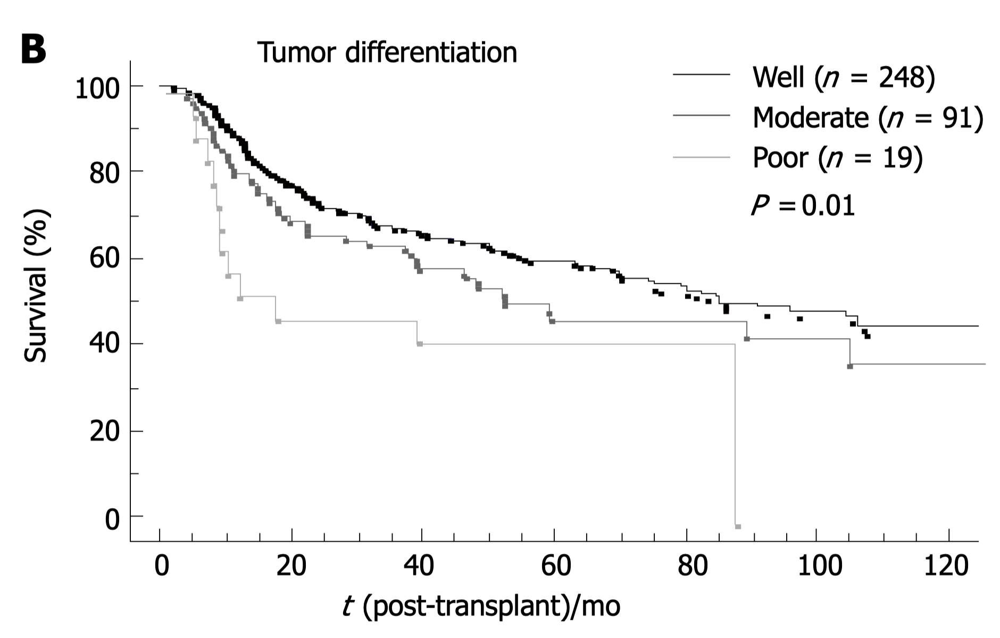 B
Tumor differentiation
Well (n = 248)
Moderate (n = 91)
Poor (n = 19)
P = 0.01
Survival (%)
100
80
60
40
20
0
0 20 40 60 80 100 120
t (post-transplant)/mo